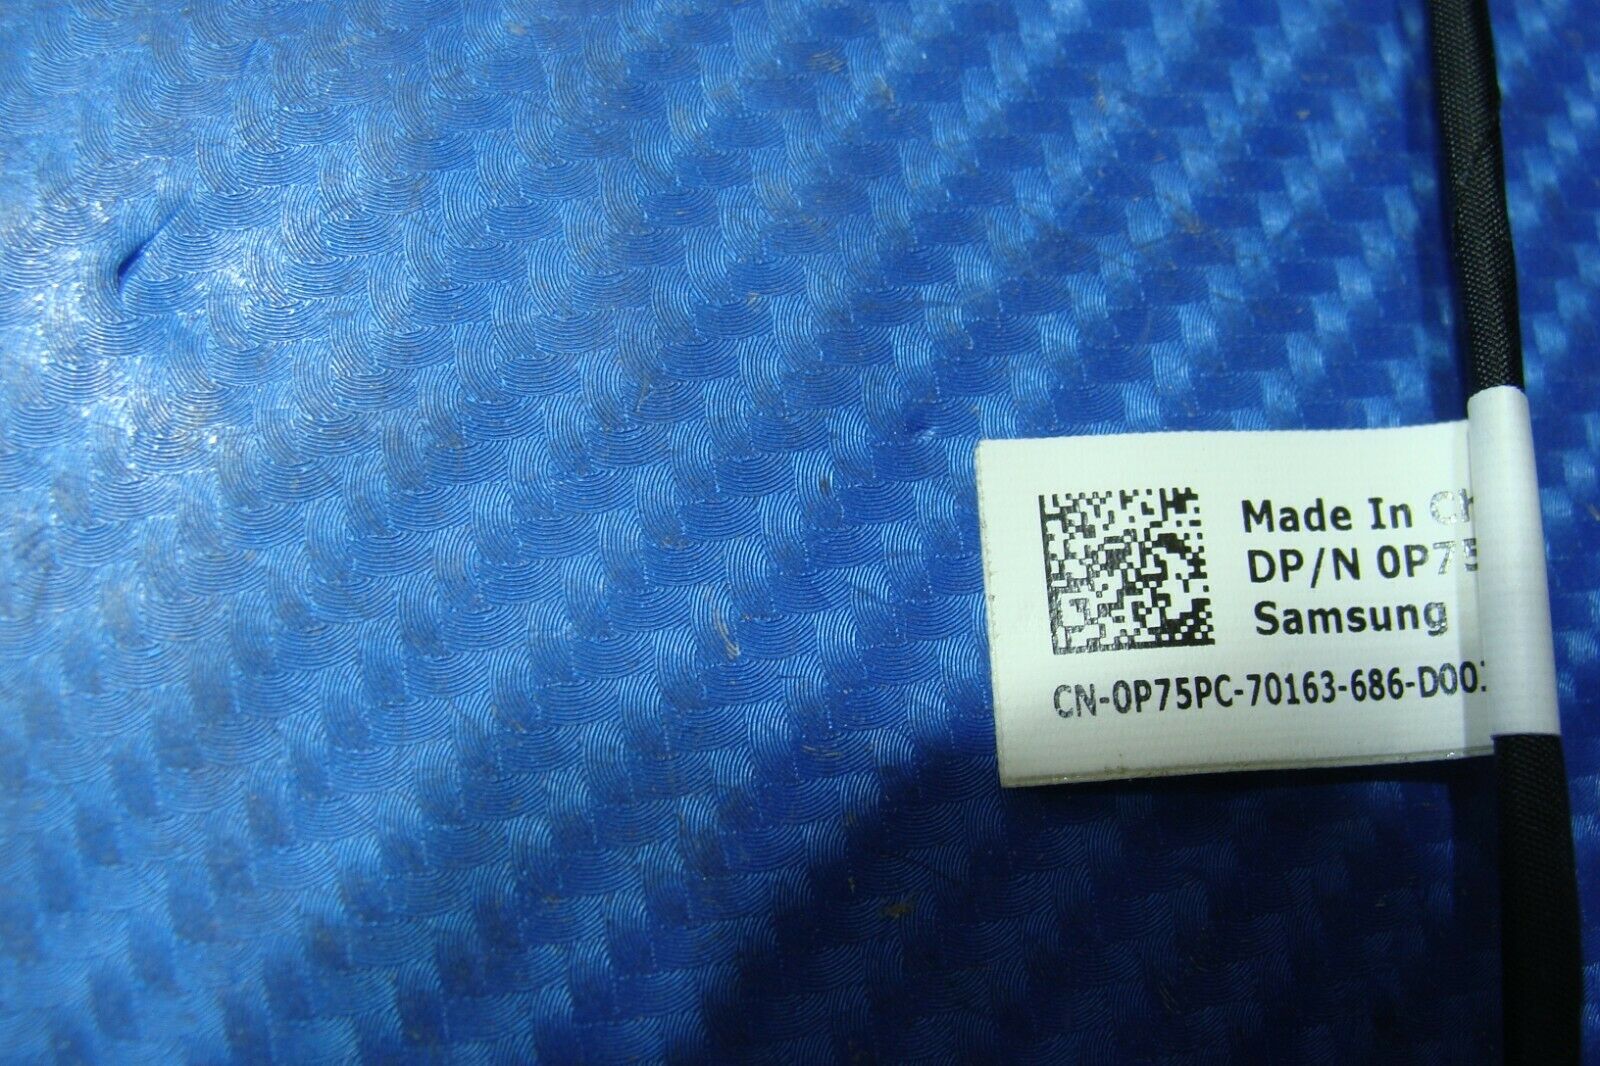 Made In Ch
DP/N 0P75
Samsung
CN-0P75PC-70163-686-D00